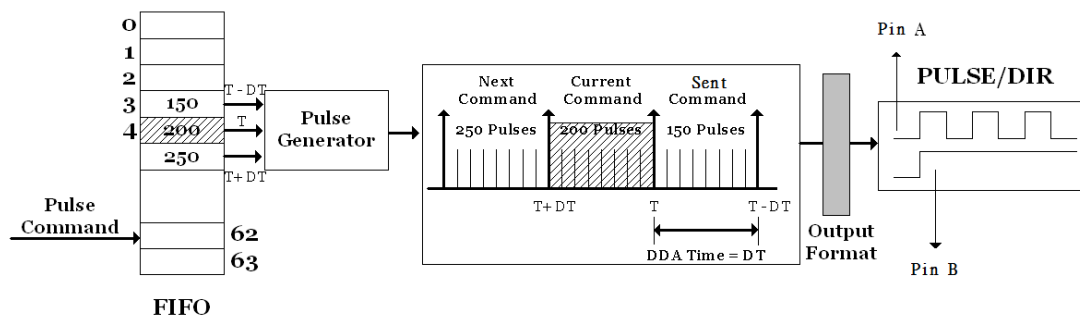 0
1
2
3
4
150
200
250
62
63
FIFO
Pulse
Command
T - DT
T
T + DT
Pulse
Generator
Next
Command
Current
Command
Sent
Command
250 Pulses
200 Pulses
150 Pulses
T + DT
T
T - DT
DDA Time = DT
Output
Format
Pin A
PULSE/DIR
Pin B